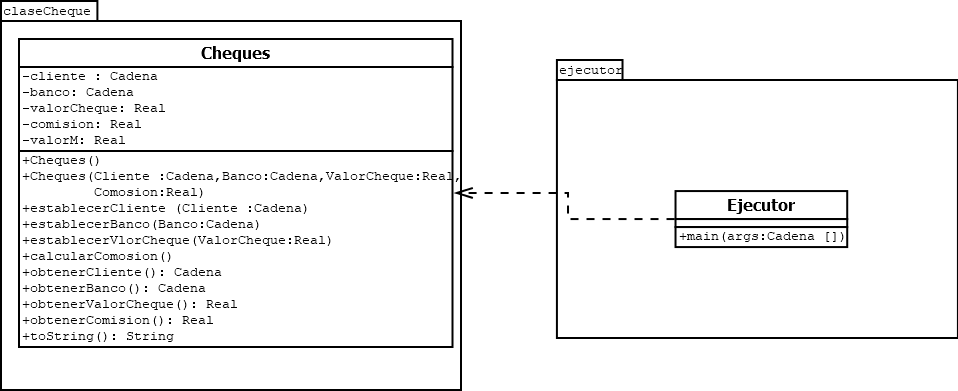 claseCheque
Cheques
-cliente : Cadena
-banco: Cadena
-valorCheque: Real
-comision: Real
-valorM: Real
+Cheques()
+Cheques(Cliente :Cadena,Banco:Cadena,ValorCheque:Real,
Comosion:Real)
+establecerCliente (Cliente :Cadena)
+establecerBanco(Banco:Cadena)
+establecerVlorCheque(ValorCheque:Real)
+calcularComosion()
+obtenerCliente(): Cadena
+obtenerBanco(): Cadena
+obtenerValorCheque(): Real
+obtenerComision(): Real
+toString(): String
ejecutor
Ejecutor
+main(args:Cadena [])